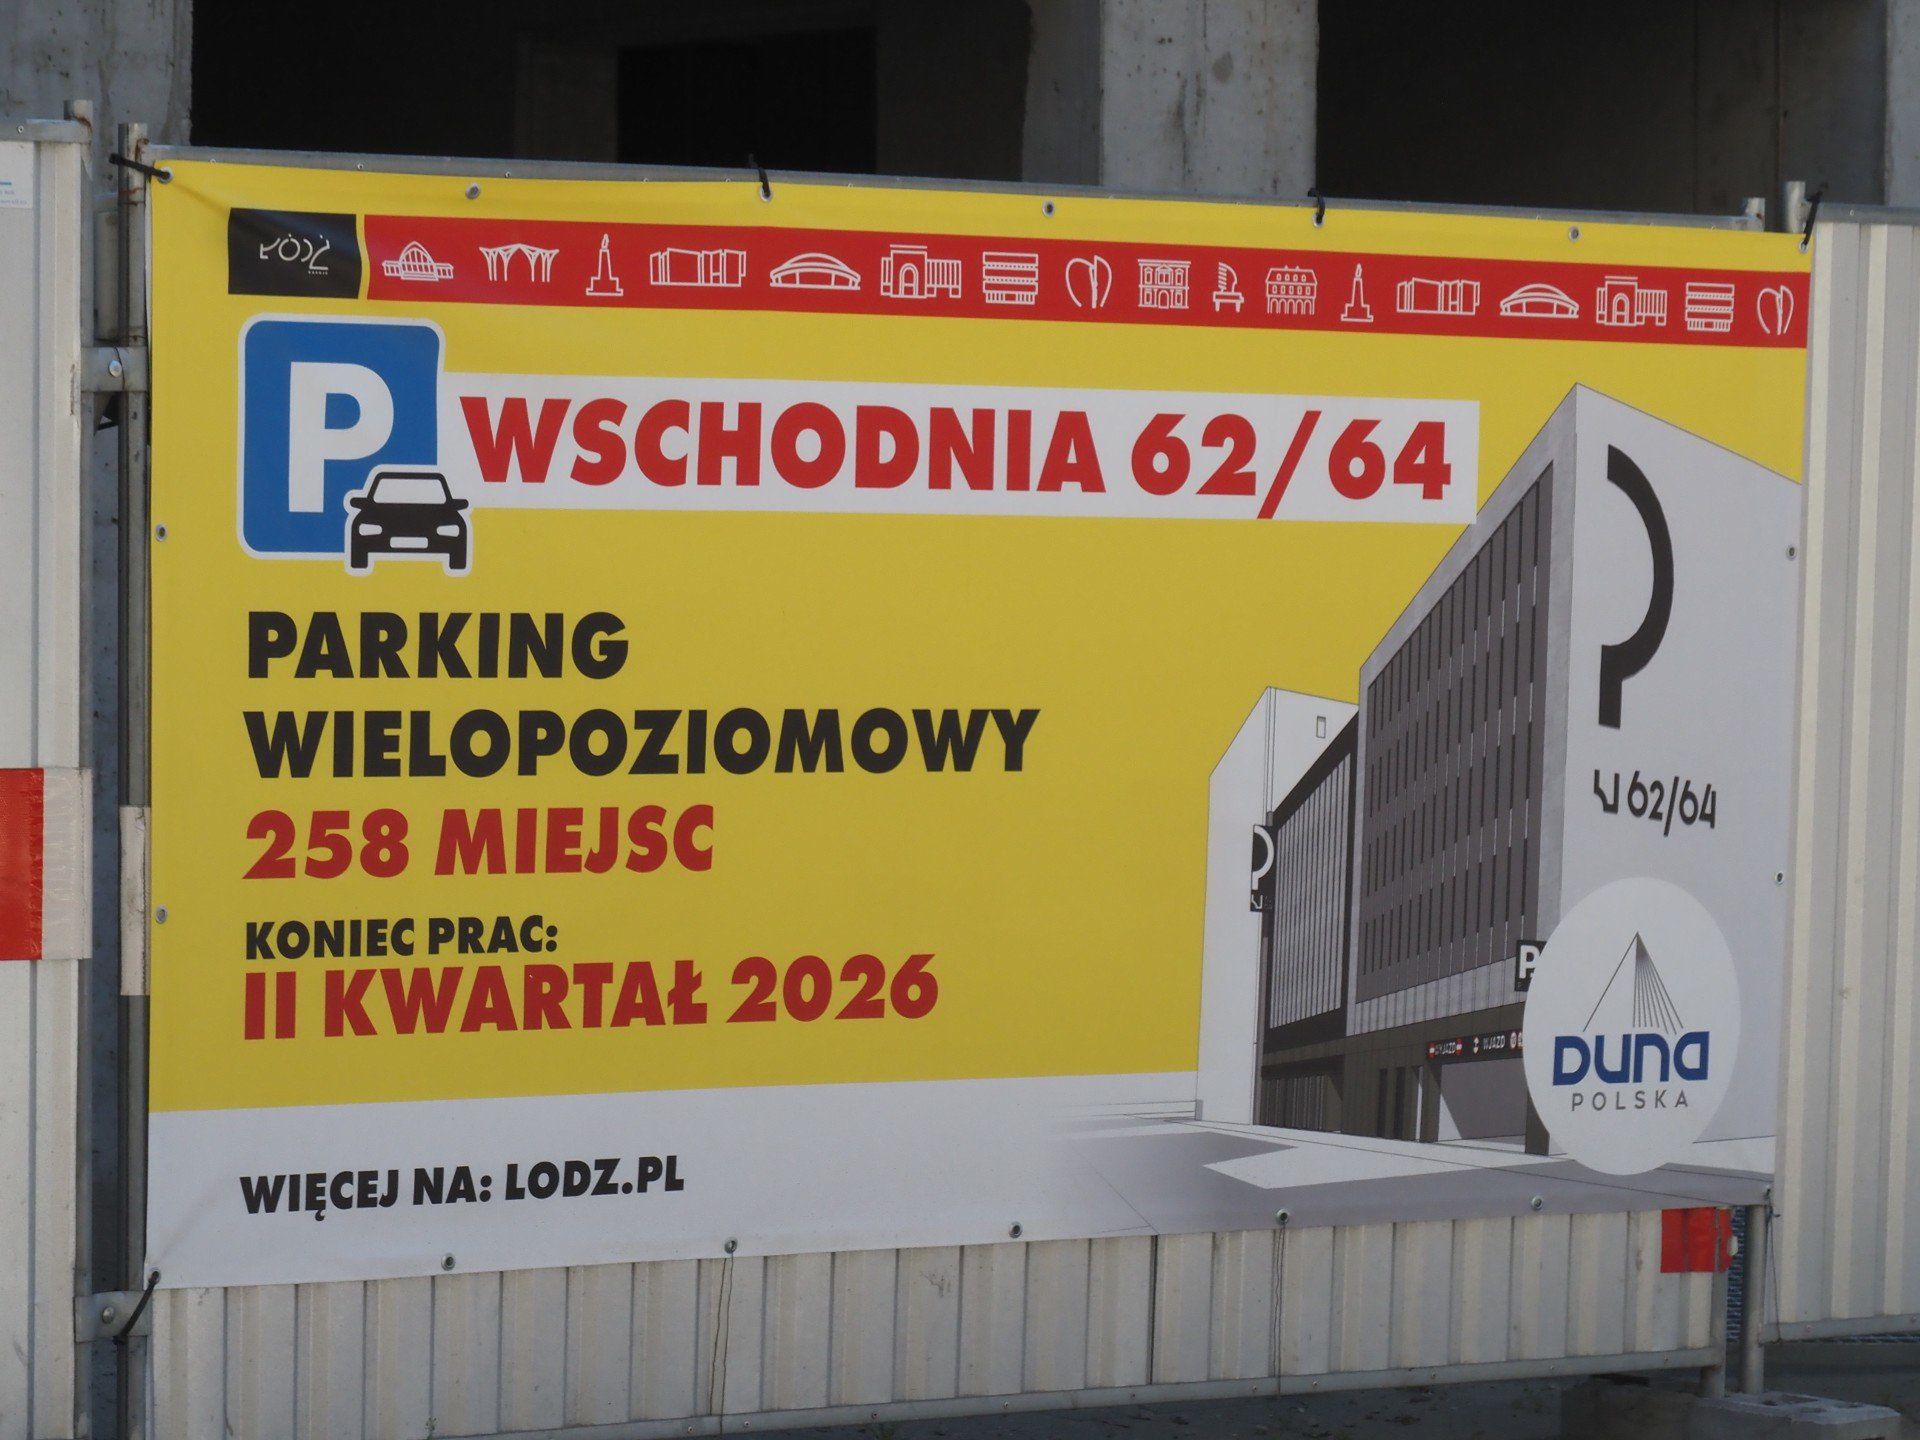 ŁÓDŹ
P WSCHODNIA 62/64
PARKING
WIELOPOZIOMOWY
258 MIEJSC
KONIEC PRAC:
II KWARTAŁ 2026
WIĘCEJ NA: LODZ.PL
W 62/64
P
WYJAZD WJAZD
DUNA
POLSKA